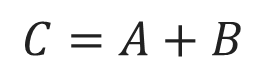 C = A + B